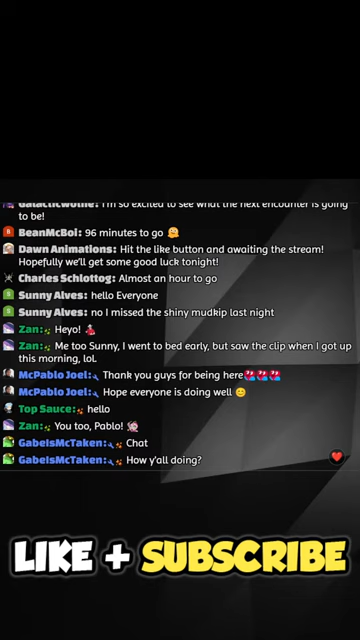 GalacticWolfie: I'm so excited to see what the next encounter is going
to be!
BeanMcBoi: 96 minutes to go
Dawn Animations: Hit the like button and awaiting the stream!
Hopefully we'll get some good luck tonight!
Charles Schlottog: Almost an hour to go
Sunny Alves: hello Everyone
Sunny Alves: no I missed the shiny mudkip last night
Zan: Heyo!
Zan: Me too Sunny, I went to bed early, but saw the clip when I got up
this morning, lol.
McPablo Joel: Thank you guys for being here
McPablo Joel: Hope everyone is doing well
Top Sauce: hello
Zan: You too, Pablo!
GabeIsMcTaken: Chat
GabeIsMcTaken: How y'all doing?
LIKE + SUBSCRIBE